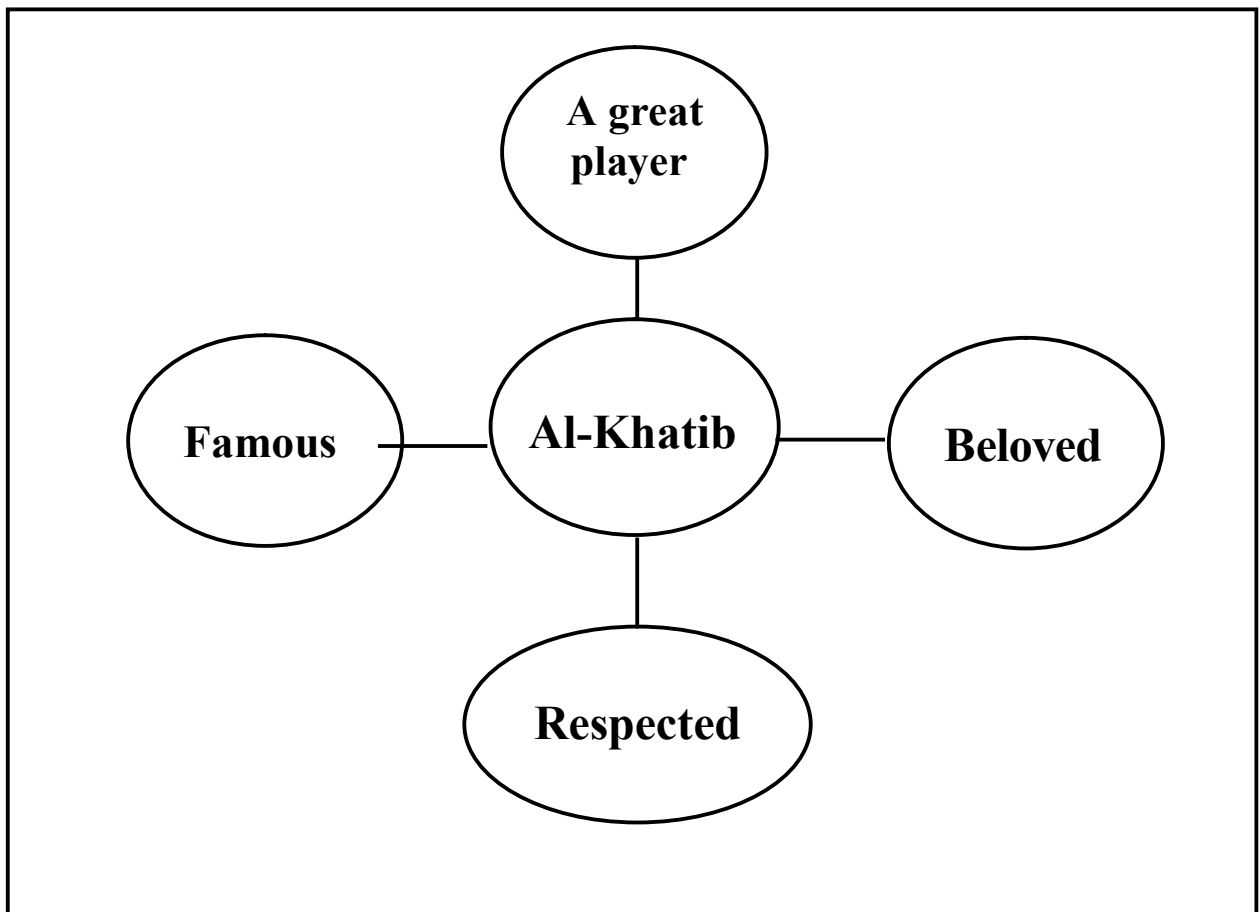 A great
player
Famous
Al-Khatib
Beloved
Respected